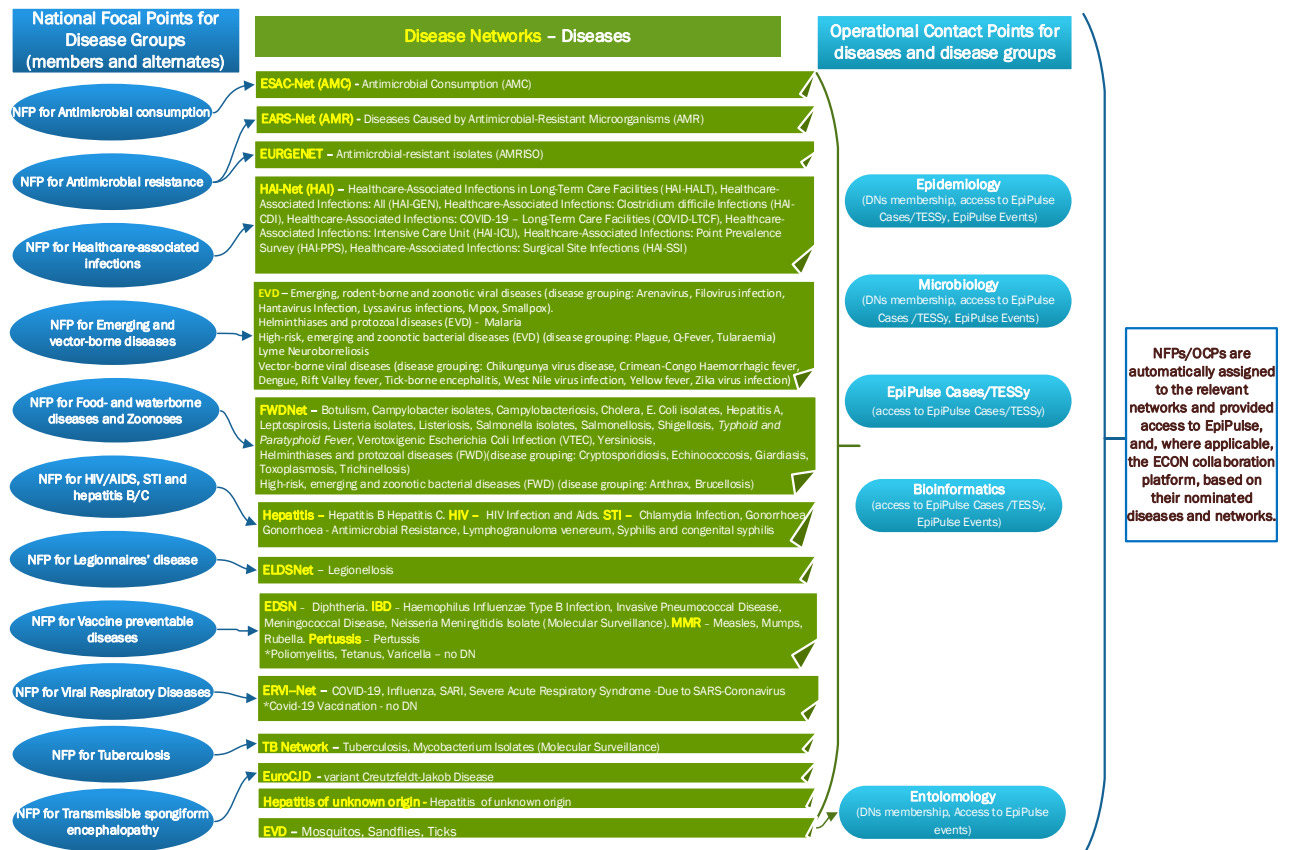 National Focal Points for
Disease Groups
(members and alternates)
Disease Networks – Diseases
Operational Contact Points for
diseases and disease groups
NFP for Antimicrobial consumption
NFP for Antimicrobial resistance
NFP for Healthcare-associated
infections
NFP for Emerging and
vector-borne diseases
NFP for Food- and waterborne
diseases and Zoonoses
NFP for HIV/AIDS, STI and
hepatitis B/C
NFP for Legionnaires’ disease
NFP for Vaccine preventable
diseases
NFP for Viral Respiratory Diseases
NFP for Tuberculosis
NFP for Transmissible spongiform
encephalopathy
ESAC-Net (AMC) - Antimicrobial Consumption (AMC)
EARS-Net (AMR) - Diseases Caused by Antimicrobial-Resistant Microorganisms (AMR)
EURGENET – Antimicrobial-resistant isolates (AMRISO)
HAI-Net (HAI) – Healthcare-Associated Infections in Long-Term Care Facilities (HAI-HALT), Healthcare-
Associated Infections: All (HAI-GEN), Healthcare-Associated Infections: Clostridium difficile Infections (HAI-
CDI), Healthcare-Associated Infections: COVID-19 – Long-Term Care Facilities (COVID-LTCF), Healthcare-
Associated Infections: Intensive Care Unit (HAI-ICU), Healthcare-Associated Infections: Point Prevalence
Survey (HAI-PPS), Healthcare-Associated Infections: Surgical Site Infections (HAI-SSI)
EVD – Emerging, rodent-borne and zoonotic viral diseases (disease grouping: Arenavirus, Filovirus infection,
Hantavirus Infection, Lyssavirus infections, Mpox, Smallpox).
Helminthiases and protozoal diseases (EVD) - Malaria
High-risk, emerging and zoonotic bacterial diseases (EVD) (disease grouping: Plague, Q-Fever, Tularaemia)
Lyme Neuroborreliosis
Vector-borne viral diseases (disease grouping: Chikungunya virus disease, Crimean-Congo Haemorrhagic fever,
Dengue, Rift Valley fever, Tick-borne encephalitis, West Nile virus infection, Yellow fever, Zika virus infection)
FWDNet – Botulism, Campylobacter isolates, Campylobacteriosis, Cholera, E. Coli isolates, Hepatitis A,
Leptospirosis, Listeria isolates, Listeriosis, Salmonella isolates, Salmonellosis, Shigellosis, Typhoid and
Paratyphoid Fever, Verotoxigenic Escherichia Coli Infection (VTEC), Yersiniosis,
Helminthiases and protozoal diseases (FWD)(disease grouping: Cryptosporidiosis, Echinococcosis, Giardiasis,
Toxoplasmosis, Trichinellosis)
High-risk, emerging and zoonotic bacterial diseases (FWD) (disease grouping: Anthrax, Brucellosis)
Hepatitis – Hepatitis B Hepatitis C. HIV – HIV Infection and Aids. STI – Chlamydia Infection, Gonorrhoea,
Gonorrhoea - Antimicrobial Resistance, Lymphogranuloma venereum, Syphilis and congenital syphilis
ELDSNet – Legionellosis
EDSN - Diphtheria. IBD - Haemophilus Influenzae Type B Infection, Invasive Pneumococcal Disease,
Meningococcal Disease, Neisseria Meningitidis Isolate (Molecular Surveillance). MMR - Measles, Mumps,
Rubella. Pertussis - Pertussis
*Poliomyelitis, Tetanus, Varicella – no DN
ERVI–Net – COVID-19, Influenza, SARI, Severe Acute Respiratory Syndrome -Due to SARS-Coronavirus
*Covid-19 Vaccination - no DN
TB Network – Tuberculosis, Mycobacterium Isolates (Molecular Surveillance)
EuroCJD - variant Creutzfeldt-Jakob Disease
Hepatitis of unknown origin - Hepatitis of unknown origin
EVD – Mosquitos, Sandflies, Ticks
Epidemiology
(DNs membership, access to EpiPulse
Cases/TESSy, EpiPulse Events)
Microbiology
(DNs membership, access to EpiPulse
Cases /TESSy, EpiPulse Events)
EpiPulse Cases/TESSy
(access to EpiPulse Cases/TESSy)
Bioinformatics
(access to EpiPulse Cases /TESSy,
EpiPulse Events)
Entolomology
(DNs membership, Access to EpiPulse
events)
NFPs/OCPs are
automatically assigned
to the relevant
networks and provided
access to EpiPulse,
and, where applicable,
the ECON collaboration
platform, based on
their nominated
diseases and networks.